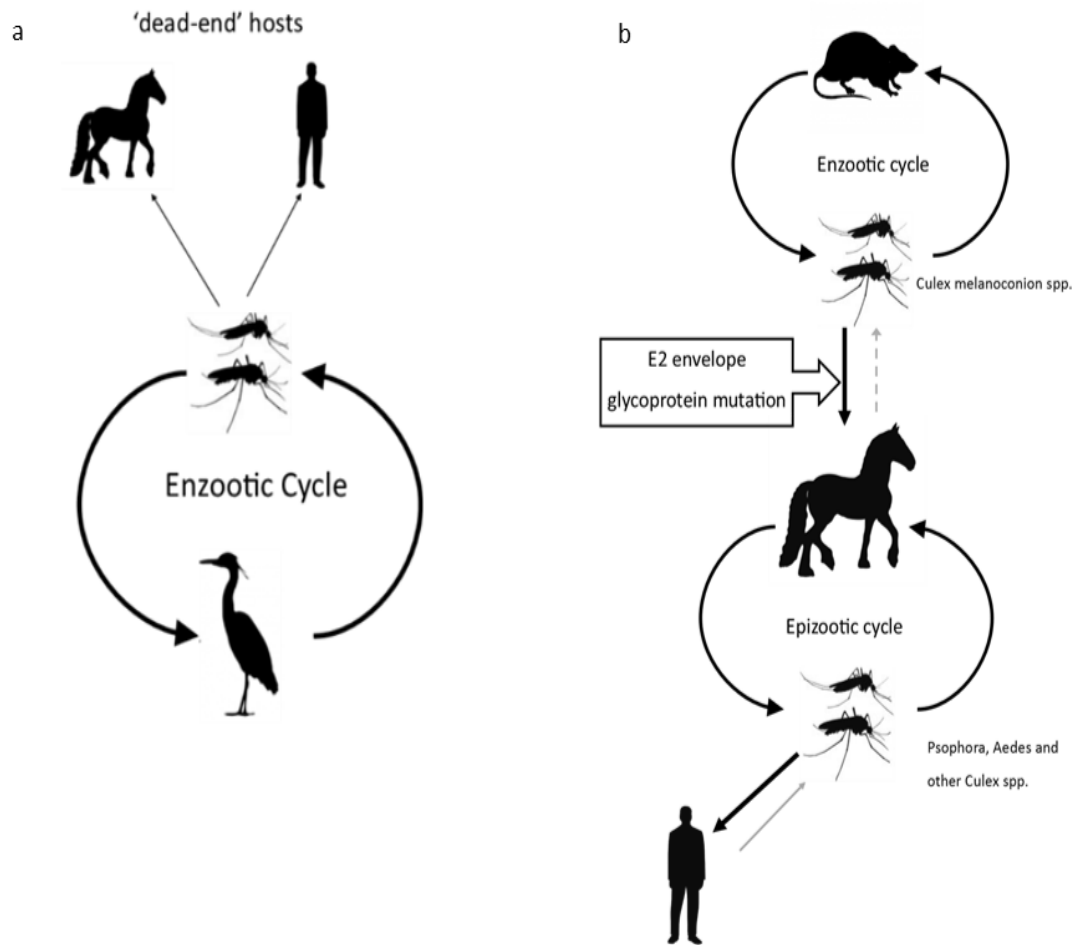 a
'dead-end' hosts
Enzootic Cycle
b
Enzootic cycle
Culex melanoconion spp.
E2 envelope
glycoprotein mutation
Epizootic cycle
Psophora, Aedes and
other Culex spp.